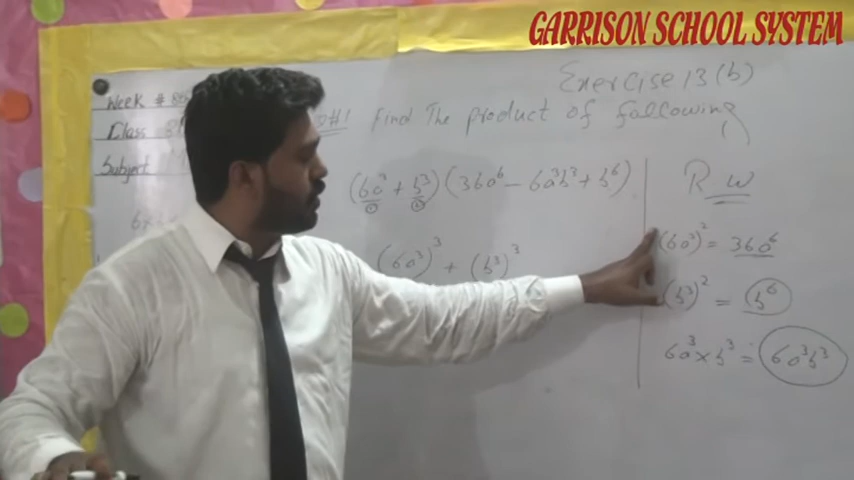 GARRISON SCHOOL SYSTEM
Exercise 13(b)
Week #
Class
Subject
#1 Find The product of following
(6a³ + b³)(36a⁶ - 6a³b³ + b⁶)
a b
(6a³)³ + (b³)³
R w
(6a³)² = 36a⁶
(b³)² = b⁶
6a³ × b³ = 6a³b³